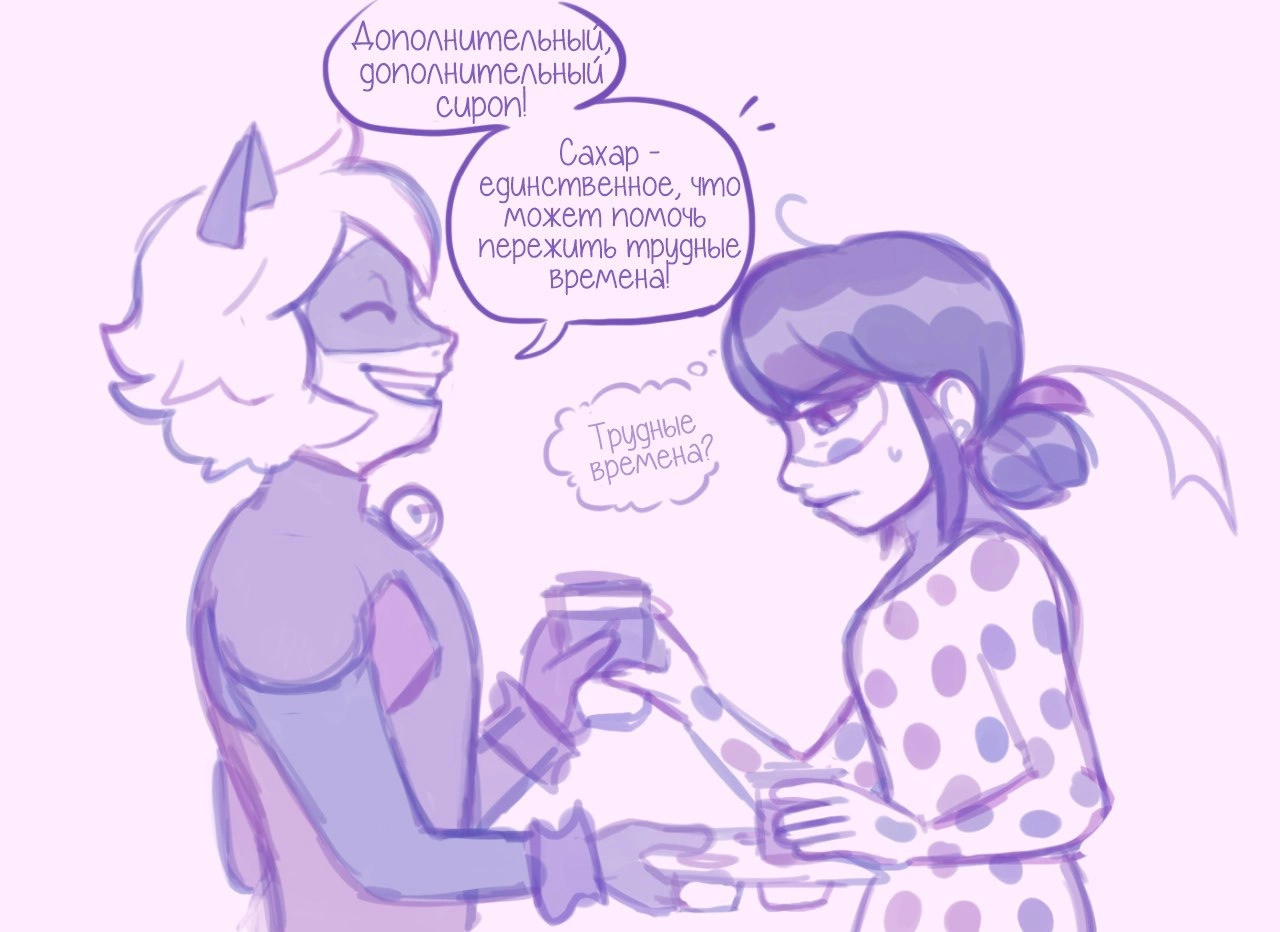 Дополнительный,
дополнительный
сироп!
Сахар -
единственное, что
может помочь
пережить трудные
времена!
Трудные
времена?